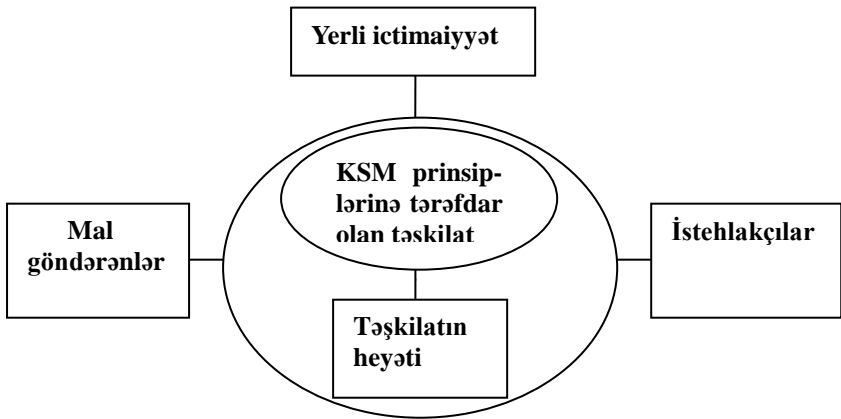 Yerli ictimaiyyət
KSM prinsip-
lərinə tərəfdar
olan təşkilat
Mal
göndərənlər
İstehlakçılar
Təşkilatın
heyəti